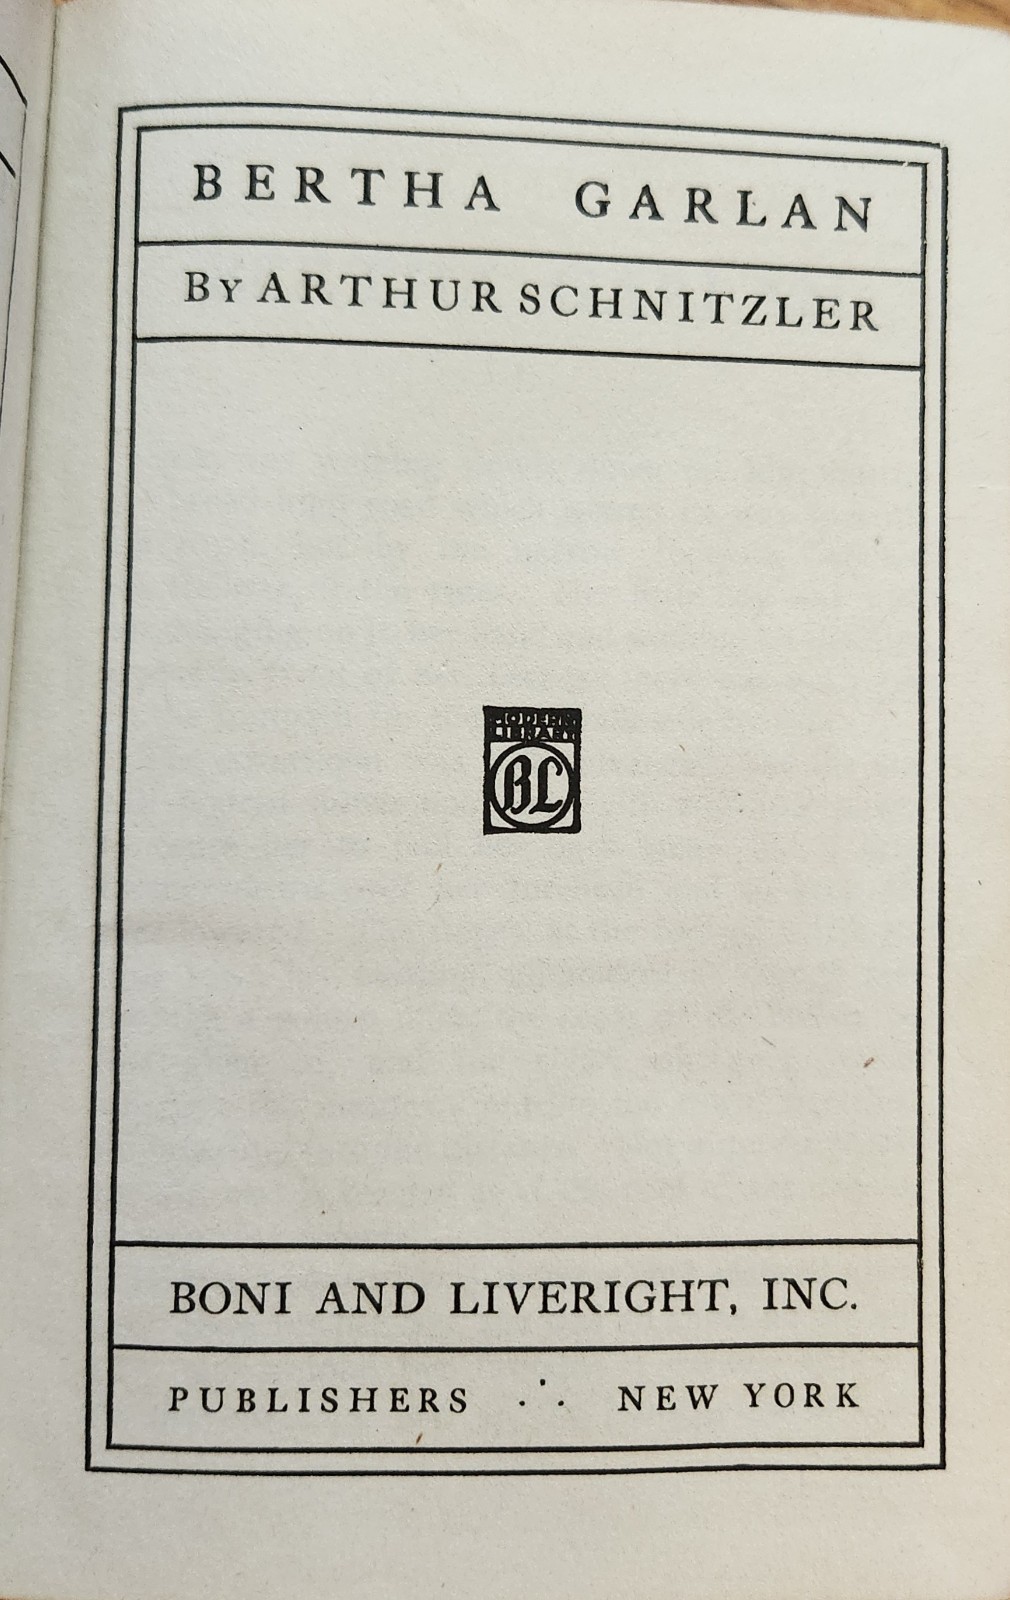 BERTHA GARLAN
BY ARTHUR SCHNITZLER
MODERN
LIBRARY
BL
BONI AND LIVERIGHT, INC.
PUBLISHERS ∴ NEW YORK